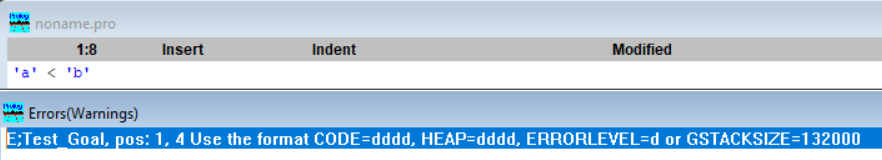 noname.pro
1:8 Insert Indent Modified
'a' < 'b'
Errors(Warnings)
E;Test_Goal, pos: 1, 4 Use the format CODE=dddd, HEAP=dddd, ERRORLEVEL=d or GSTACKSIZE=132000